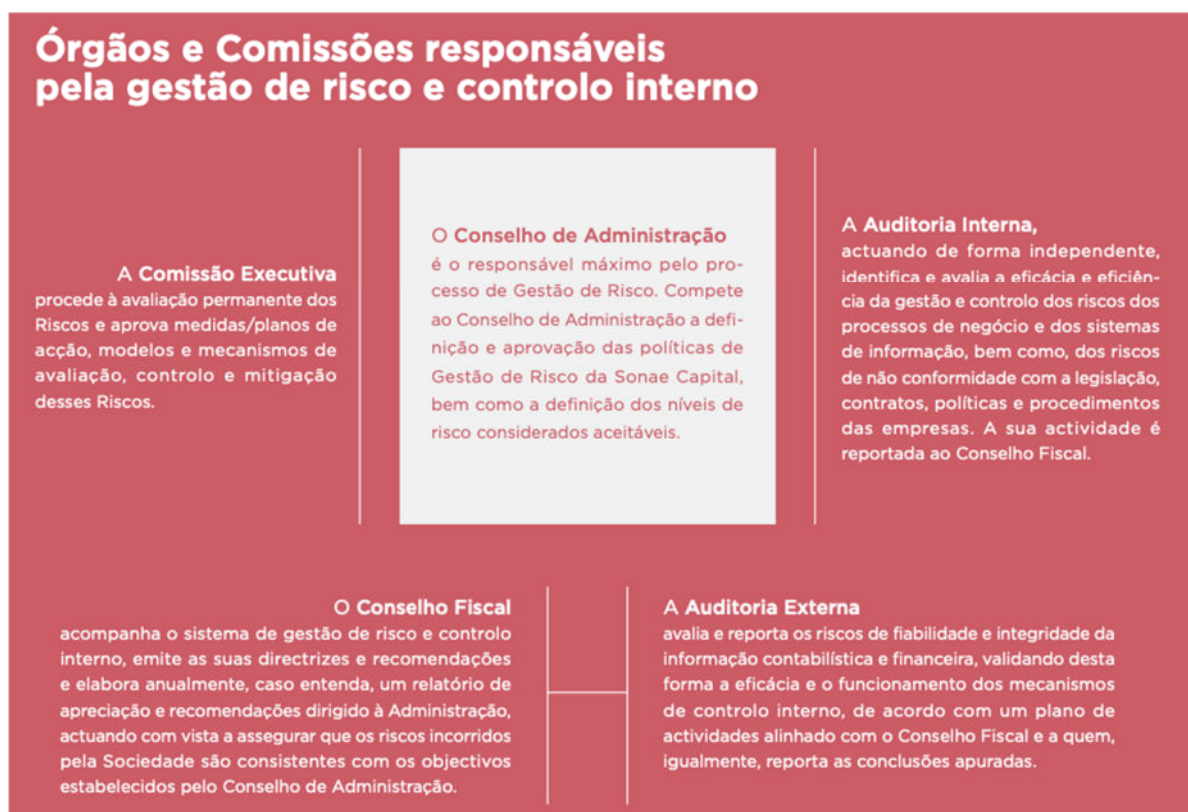 Órgãos e Comissões responsáveis
pela gestão de risco e controlo interno
A Comissão Executiva
procede à avaliação permanente dos
Riscos e aprova medidas/planos de
acção, modelos e mecanismos de
avaliação, controlo e mitigação
desses Riscos.
O Conselho de Administração
é o responsável máximo pelo pro-
cesso de Gestão de Risco. Compete
ao Conselho de Administração a defi-
nição e aprovação das políticas de
Gestão de Risco da Sonae Capital,
bem como a definição dos níveis de
risco considerados aceitáveis.
A Auditoria Interna,
actuando de forma independente,
identifica e avalia a eficácia e eficiên-
cia da gestão e controlo dos riscos dos
processos de negócio e dos sistemas
de informação, bem como, dos riscos
de não conformidade com a legislação,
contratos, políticas e procedimentos
das empresas. A sua actividade é
reportada ao Conselho Fiscal.
O Conselho Fiscal
acompanha o sistema de gestão de risco e controlo
interno, emite as suas directrizes e recomendações
e elabora anualmente, caso entenda, um relatório de
apreciação e recomendações dirigido à Administração,
actuando com vista a assegurar que os riscos incorridos
pela Sociedade são consistentes com os objectivos
estabelecidos pelo Conselho de Administração.
A Auditoria Externa
avalia e reporta os riscos de fiabilidade e integridade da
informação contabilística e financeira, validando desta
forma a eficácia e o funcionamento dos mecanismos
de controlo interno, de acordo com um plano de
actividades alinhado com o Conselho Fiscal e a quem,
igualmente, reporta as conclusões apuradas.